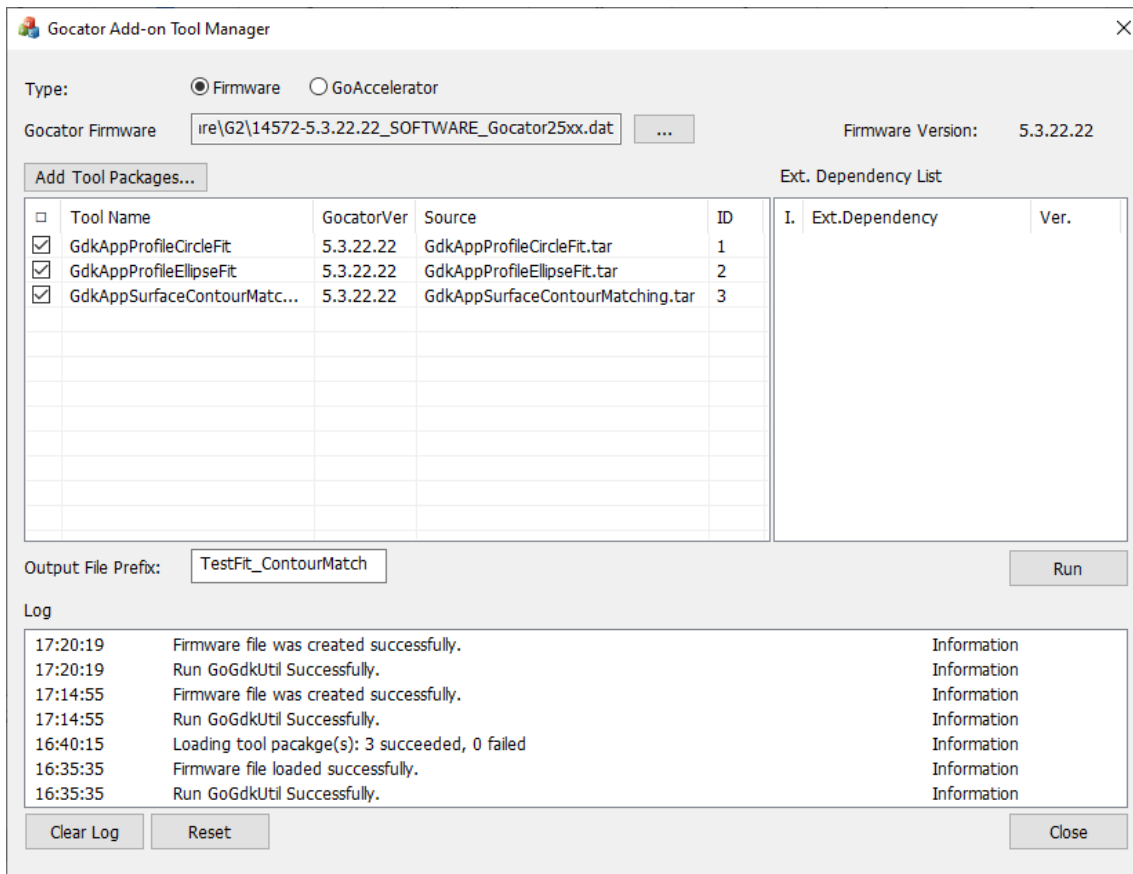 Gocator Add-on Tool Manager
Type: Firmware GoAccelerator
Gocator Firmware ıre\G2\14572-5.3.22.22_SOFTWARE_Gocator25xx.dat ... Firmware Version: 5.3.22.22
Add Tool Packages... Ext. Dependency List
Tool Name GocatorVer Source ID I. Ext.Dependency Ver.
GdkAppProfileCircleFit 5.3.22.22 GdkAppProfileCircleFit.tar 1
GdkAppProfileEllipseFit 5.3.22.22 GdkAppProfileEllipseFit.tar 2
GdkAppSurfaceContourMatc... 5.3.22.22 GdkAppSurfaceContourMatching.tar 3
Output File Prefix: TestFit_ContourMatch Run
Log
17:20:19 Firmware file was created successfully. Information
17:20:19 Run GoGdkUtil Successfully. Information
17:14:55 Firmware file was created successfully. Information
17:14:55 Run GoGdkUtil Successfully. Information
16:40:15 Loading tool pacakge(s): 3 succeeded, 0 failed Information
16:35:35 Firmware file loaded successfully. Information
16:35:35 Run GoGdkUtil Successfully. Information
Clear Log Reset Close